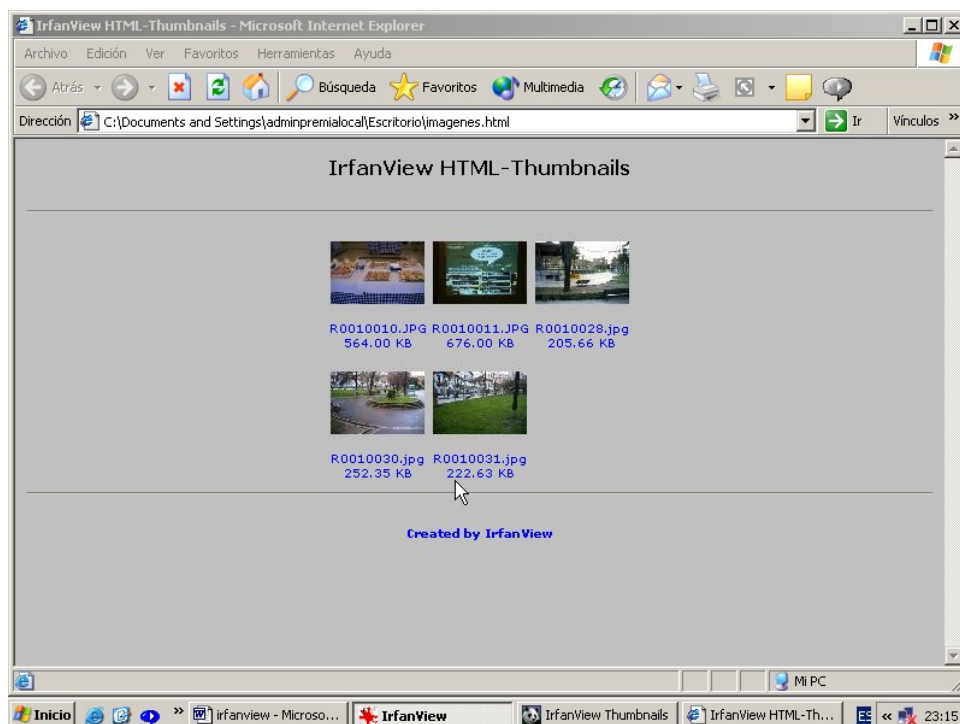 IrfanView HTML-Thumbnails - Microsoft Internet Explorer
Archivo Edición Ver Favoritos Herramientas Ayuda
Atrás Búsqueda Favoritos Multimedia
Dirección C:\Documents and Settings\adminpremialocal\Escritorio\imagenes.html Ir Vínculos »
IrfanView HTML-Thumbnails
R0010010.JPG R0010011.JPG R0010028.jpg
564.00 KB 676.00 KB 205.66 KB
R0010030.jpg R0010031.jpg
252.35 KB 222.63 KB
Created by IrfanView
Mi PC
Inicio » irfanview - Microso... IrfanView IrfanView Thumbnails IrfanView HTML-Th... ES « 23:15